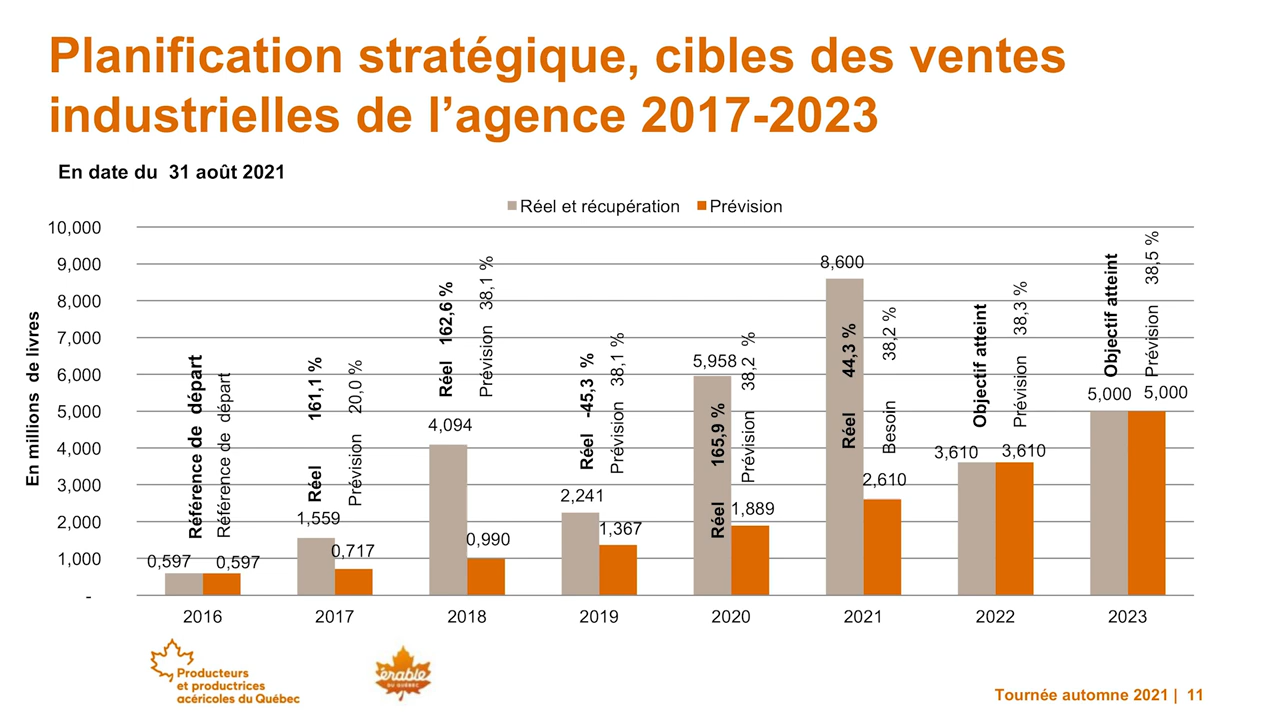 Planification stratégique, cibles des ventes
industrielles de l’agence 2017-2023
En date du  31 août 2021
Réel et récupération
Prévision
En millions  de livres
10,000
9,000
8,000
7,000
6,000
5,000
4,000
3,000
2,000
1,000
-
0,597
0,597
Référence de  départ
Référence de  départ
1,559
0,717
Réel 161,1 %
Prévision 20,0 %
4,094
0,990
Réel 162,6 %
Prévision 38,1 %
2,241
1,367
Réel -45,3 %
Prévision 38,1 %
5,958
1,889
Réel 165,9 %
Prévision 38,2 %
8,600
2,610
Réel 44,3 %
Besoin 38,2 %
3,610
3,610
Objectif atteint
Prévision 38,3 %
5,000
5,000
Objectif atteint
Prévision 38,5 %
2016
2017
2018
2019
2020
2021
2022
2023
Producteurs
et productrices
acéricoles du Québec
érable
DU QUÉBEC
Tournée automne 2021 | 11